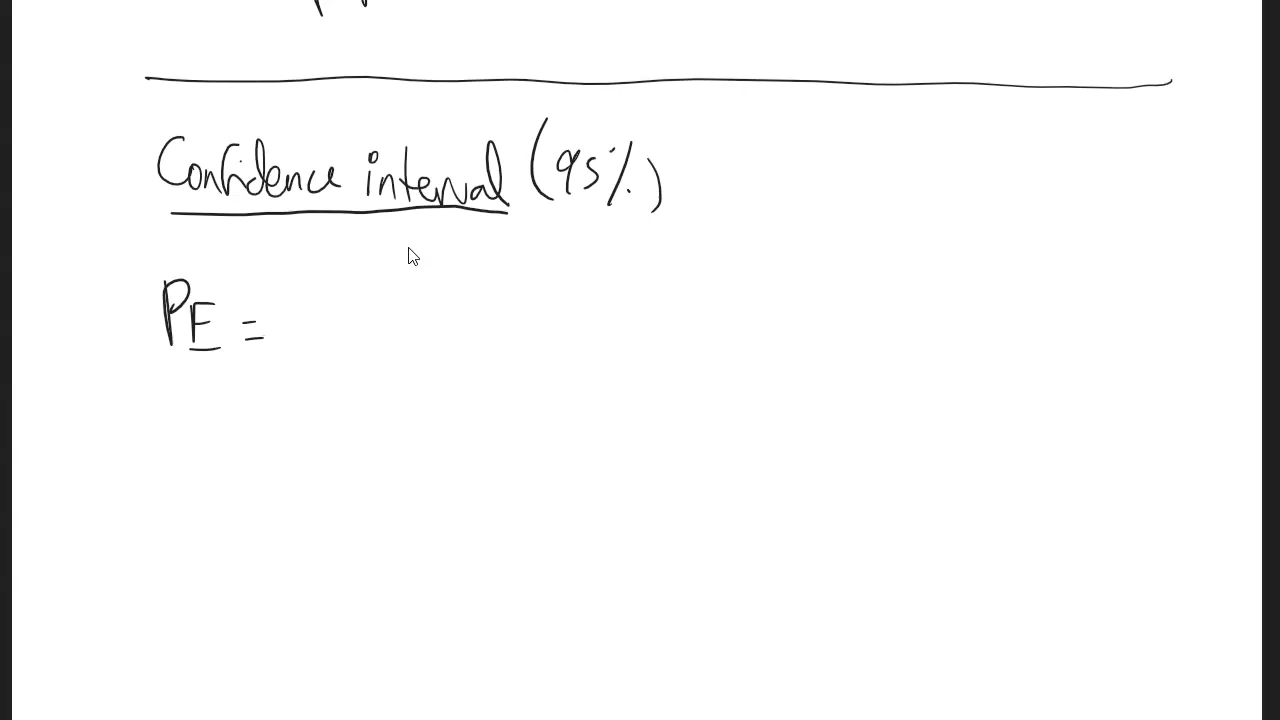 Confidence interval (95%)
PE =